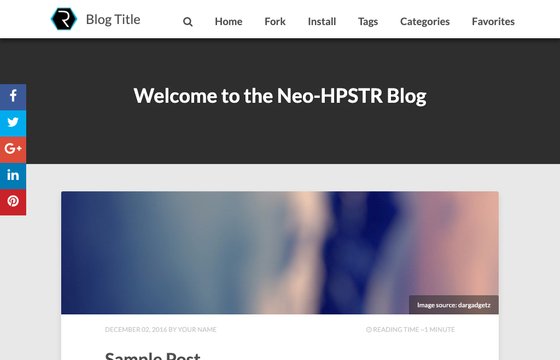 Blog Title
Home Fork Install Tags Categories Favorites
Welcome to the Neo-HPSTR Blog
f
G+
in
Image source: dargadgetz
DECEMBER 02, 2016 BY YOUR NAME
READING TIME ~1 MINUTE
Sample Post